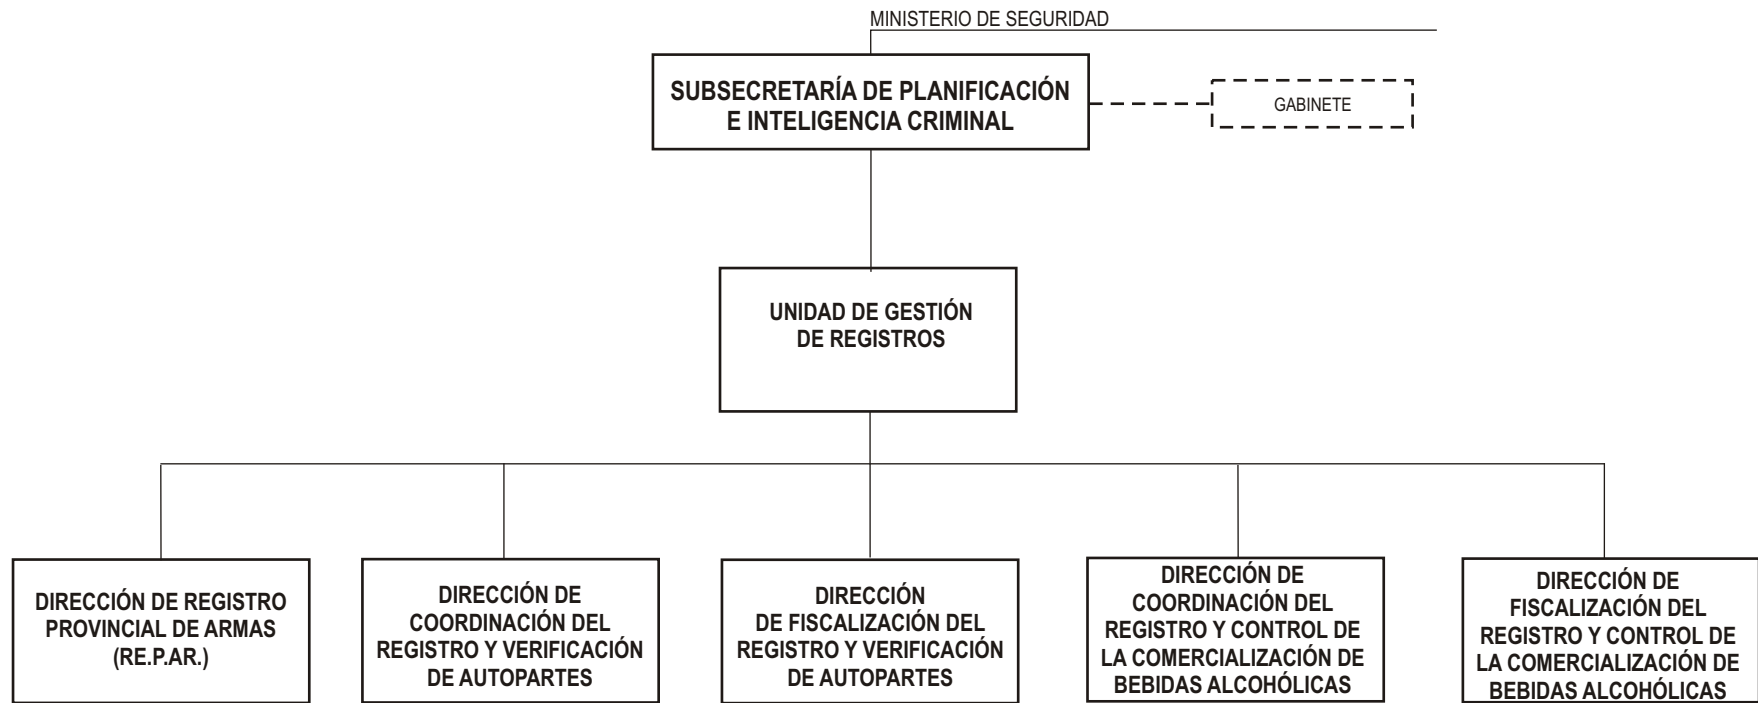 MINISTERIO DE SEGURIDAD
SUBSECRETARÍA DE PLANIFICACIÓN
E INTELIGENCIA CRIMINAL
GABINETE
UNIDAD DE GESTIÓN
DE REGISTROS
DIRECCIÓN DE REGISTRO
PROVINCIAL DE ARMAS
(RE.P.AR.)
DIRECCIÓN DE
COORDINACIÓN DEL
REGISTRO Y VERIFICACIÓN
DE AUTOPARTES
DIRECCIÓN
DE FISCALIZACIÓN DEL
REGISTRO Y VERIFICACIÓN
DE AUTOPARTES
DIRECCIÓN DE
COORDINACIÓN DEL
REGISTRO Y CONTROL DE
LA COMERCIALIZACIÓN DE
BEBIDAS ALCOHÓLICAS
DIRECCIÓN DE
FISCALIZACIÓN DEL
REGISTRO Y CONTROL DE
LA COMERCIALIZACIÓN DE
BEBIDAS ALCOHÓLICAS